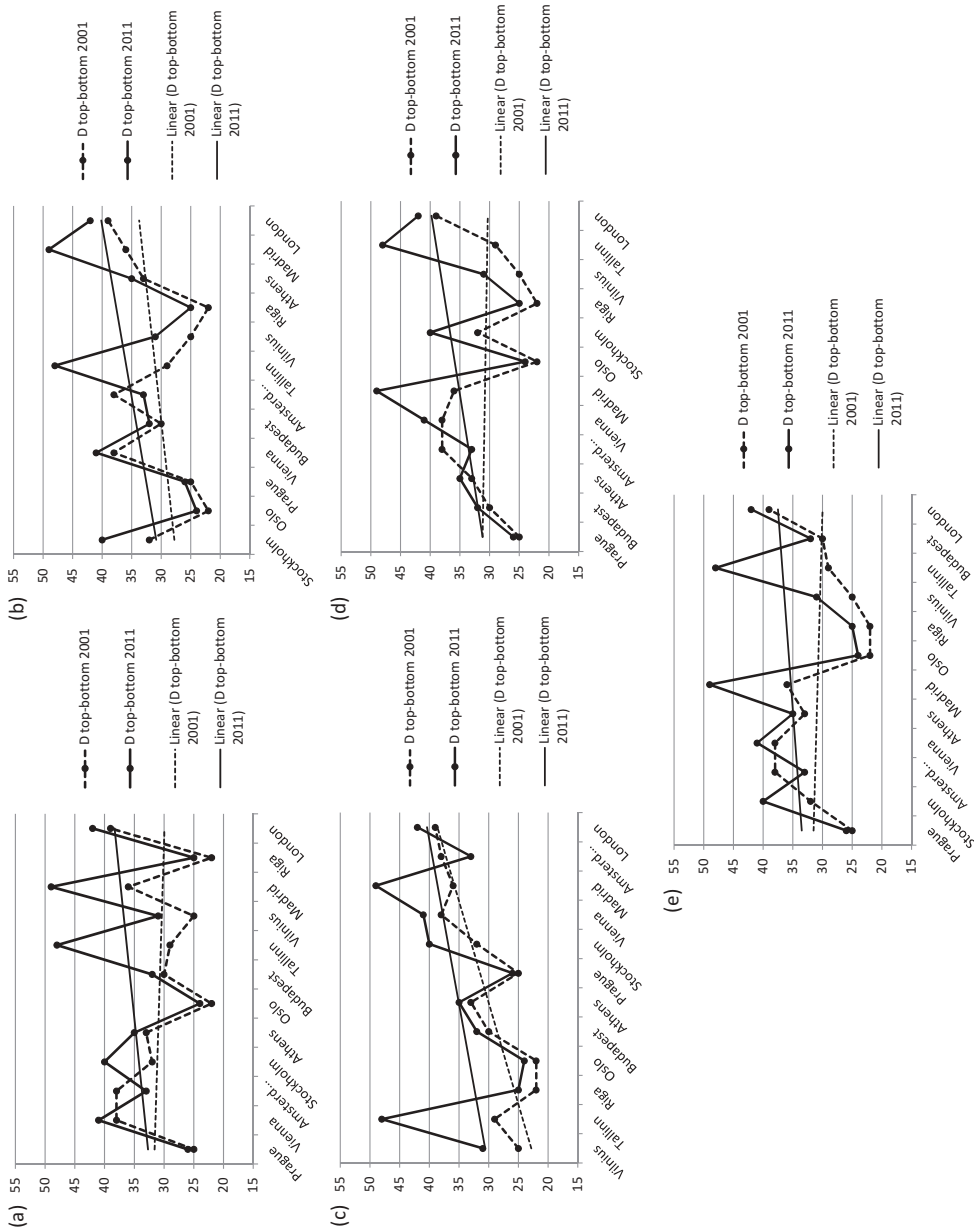 (a)
55
50
45
40
35
30
25
20
15
Prague
Vienna
Amsterd...
Stockholm
Athens
Oslo
Budapest
Tallinn
Vilnius
Madrid
Riga
London
D top-bottom 2001
D top-bottom 2011
Linear (D top-bottom
2001)
Linear (D top-bottom
2011)
(b)
55
50
45
40
35
30
25
20
15
Stockholm
Oslo
Prague
Vienna
Budapest
Amsterd...
Tallinn
Vilnius
Riga
Athens
Madrid
London
D top-bottom 2001
D top-bottom 2011
Linear (D top-bottom
2001)
Linear (D top-bottom
2011)
(c)
55
50
45
40
35
30
25
20
15
Vilnius
Tallinn
Riga
Oslo
Budapest
Athens
Prague
Stockholm
Vienna
Madrid
Amsterd...
London
D top-bottom 2001
D top-bottom 2011
Linear (D top-bottom
2001)
Linear (D top-bottom
2011)
(d)
55
50
45
40
35
30
25
20
15
Prague
Budapest
Athens
Amsterd...
Vienna
Madrid
Oslo
Stockholm
Riga
Vilnius
Tallinn
London
D top-bottom 2001
D top-bottom 2011
Linear (D top-bottom
2001)
Linear (D top-bottom
2011)
(e)
55
50
45
40
35
30
25
20
15
Prague
Stockholm
Amsterd...
Vienna
Athens
Madrid
Oslo
Riga
Vilnius
Tallinn
Budapest
London
D top-bottom 2001
D top-bottom 2011
Linear (D top-bottom
2001)
Linear (D top-bottom
2011)